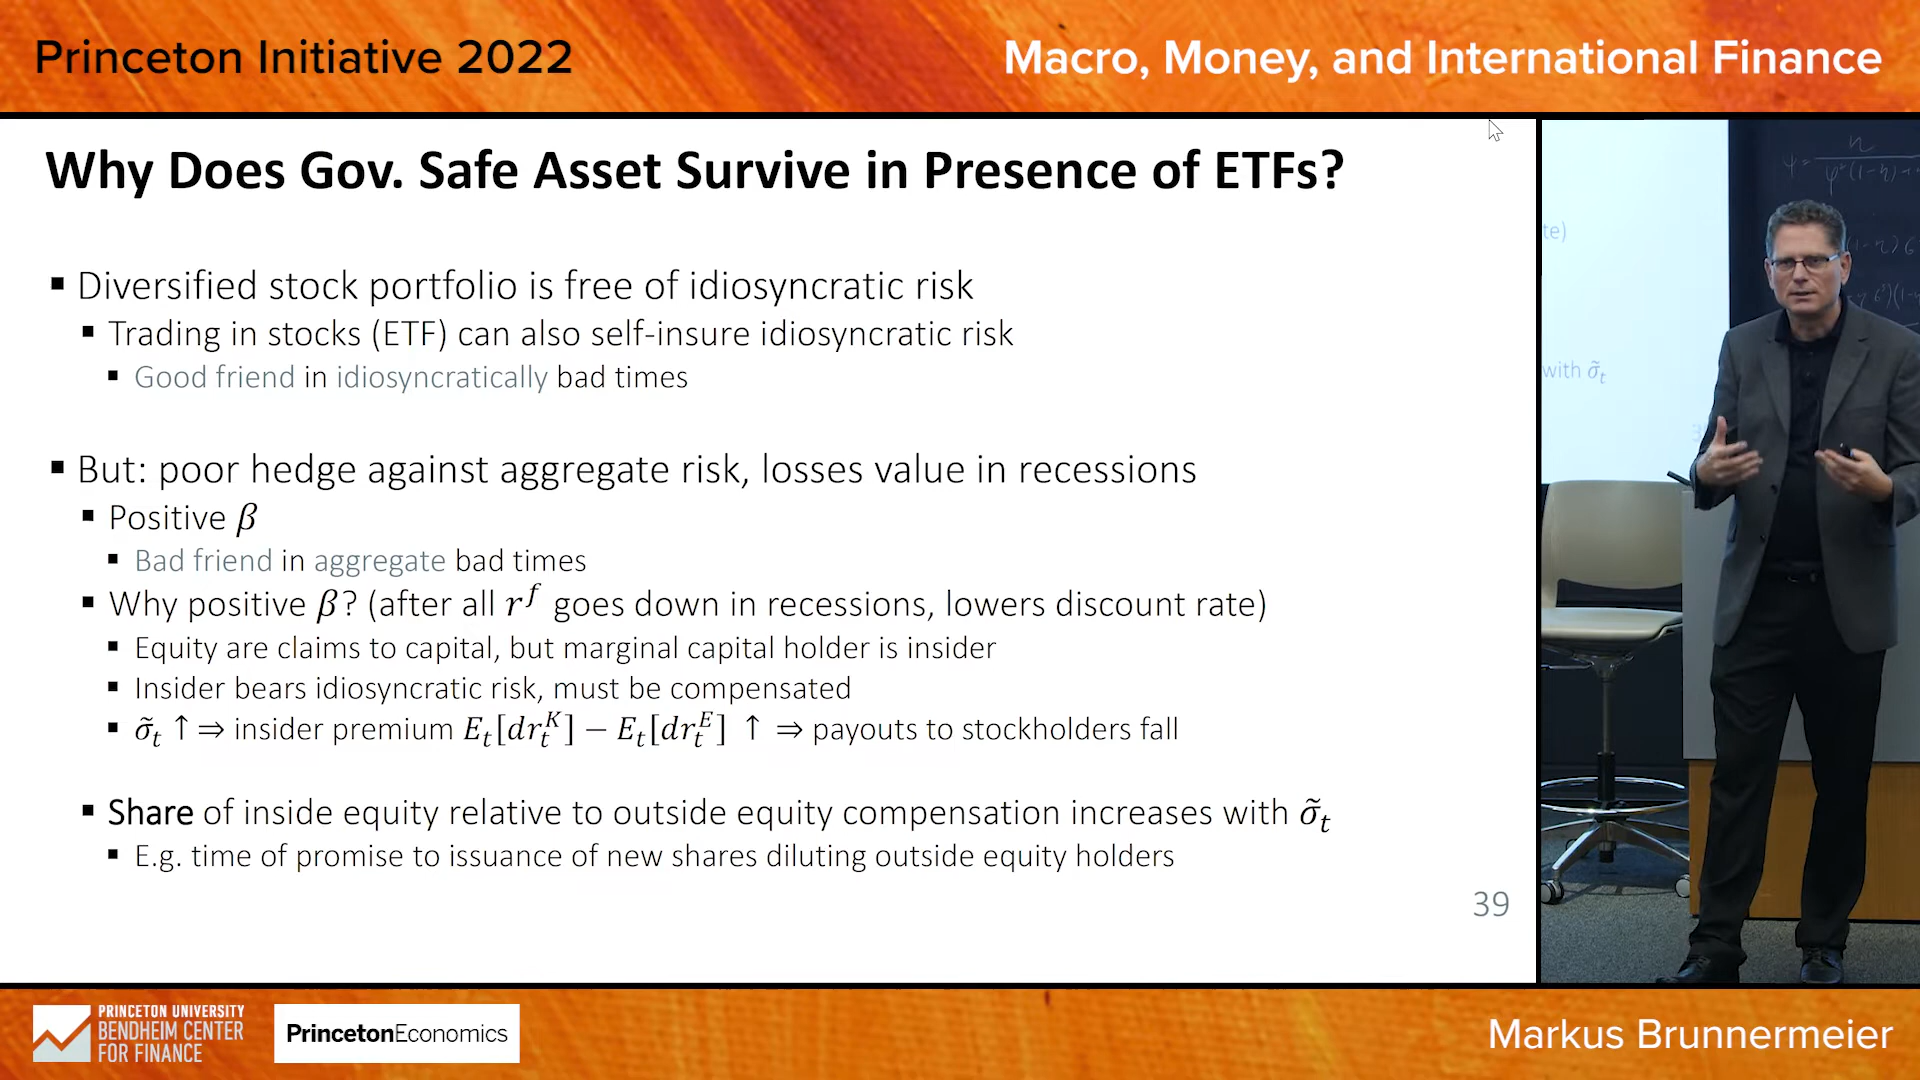 Princeton Initiative 2022
Macro, Money, and International Finance
Why Does Gov. Safe Asset Survive in Presence of ETFs?
▪ Diversified stock portfolio is free of idiosyncratic risk
▪ Trading in stocks (ETF) can also self-insure idiosyncratic risk
▪ Good friend in idiosyncratically bad times
▪ But: poor hedge against aggregate risk, losses value in recessions
▪ Positive β
▪ Bad friend in aggregate bad times
▪ Why positive β? (after all r^f goes down in recessions, lowers discount rate)
▪ Equity are claims to capital, but marginal capital holder is insider
▪ Insider bears idiosyncratic risk, must be compensated
▪ σ̃_t ↑ ⇒ insider premium E_t[dr_t^K] − E_t[dr_t^E] ↑ ⇒ payouts to stockholders fall
▪ Share of inside equity relative to outside equity compensation increases with σ̃_t
▪ E.g. time of promise to issuance of new shares diluting outside equity holders
39
te)
with σ̃_t
PRINCETON UNIVERSITY
BENDHEIM CENTER
FOR FINANCE
PrincetonEconomics
Markus Brunnermeier